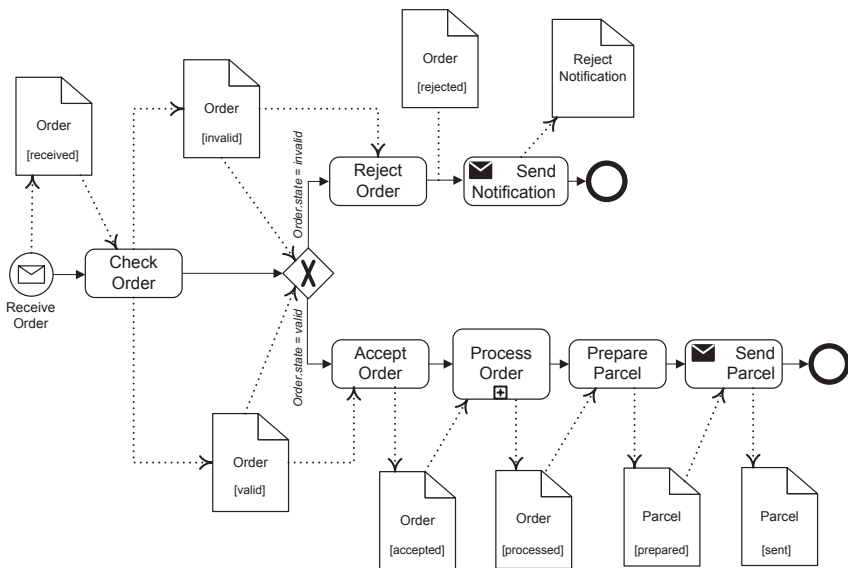 Order
[rejected]
Reject
Notification
Order
[received]
Order
[invalid]
Order.state = invalid
Reject
Order
Send
Notification
Receive
Order
Check
Order
X
Order.state = valid
Accept
Order
Process
Order
Prepare
Parcel
Send
Parcel
Order
[valid]
Order
[accepted]
Order
[processed]
Parcel
[prepared]
Parcel
[sent]